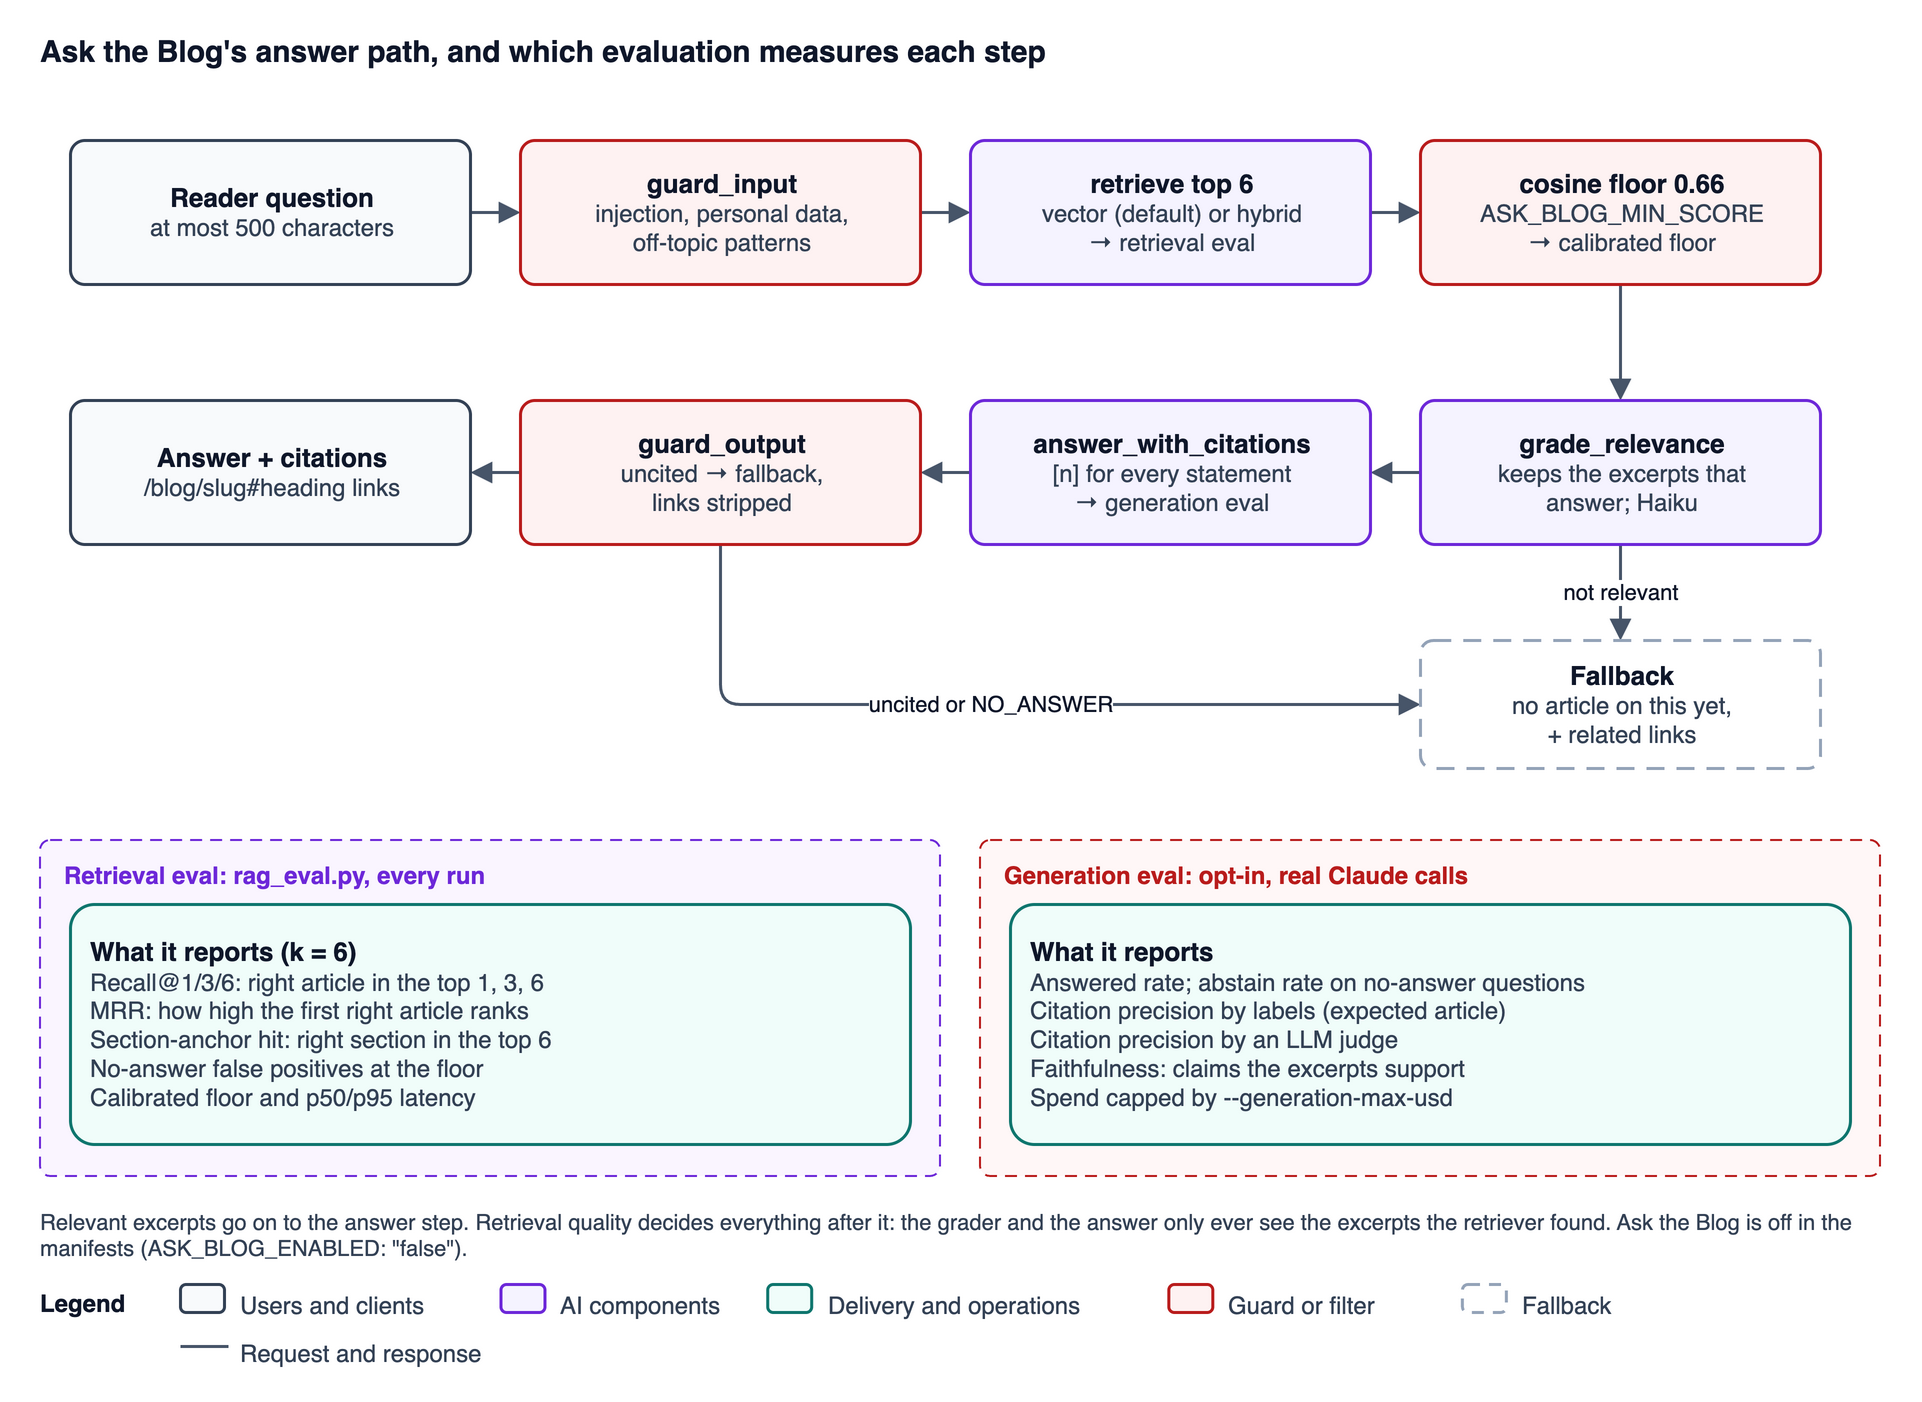 Ask the Blog's answer path, and which evaluation measures each step
Reader question
at most 500 characters
guard_input
injection, personal data,
off-topic patterns
retrieve top 6
vector (default) or hybrid
→ retrieval eval
cosine floor 0.66
ASK_BLOG_MIN_SCORE
→ calibrated floor
Answer + citations
/blog/slug#heading links
guard_output
uncited → fallback,
links stripped
answer_with_citations
[n] for every statement
→ generation eval
grade_relevance
keeps the excerpts that
answer; Haiku
not relevant
uncited or NO_ANSWER
Fallback
no article on this yet,
+ related links
Retrieval eval: rag_eval.py, every run
What it reports (k = 6)
Recall@1/3/6: right article in the top 1, 3, 6
MRR: how high the first right article ranks
Section-anchor hit: right section in the top 6
No-answer false positives at the floor
Calibrated floor and p50/p95 latency
Generation eval: opt-in, real Claude calls
What it reports
Answered rate; abstain rate on no-answer questions
Citation precision by labels (expected article)
Citation precision by an LLM judge
Faithfulness: claims the excerpts support
Spend capped by --generation-max-usd
Relevant excerpts go on to the answer step. Retrieval quality decides everything after it: the grader and the answer only ever see the excerpts the retriever found. Ask the Blog is off in the
manifests (ASK_BLOG_ENABLED: "false").
Legend
Users and clients
AI components
Delivery and operations
Guard or filter
Fallback
Request and response